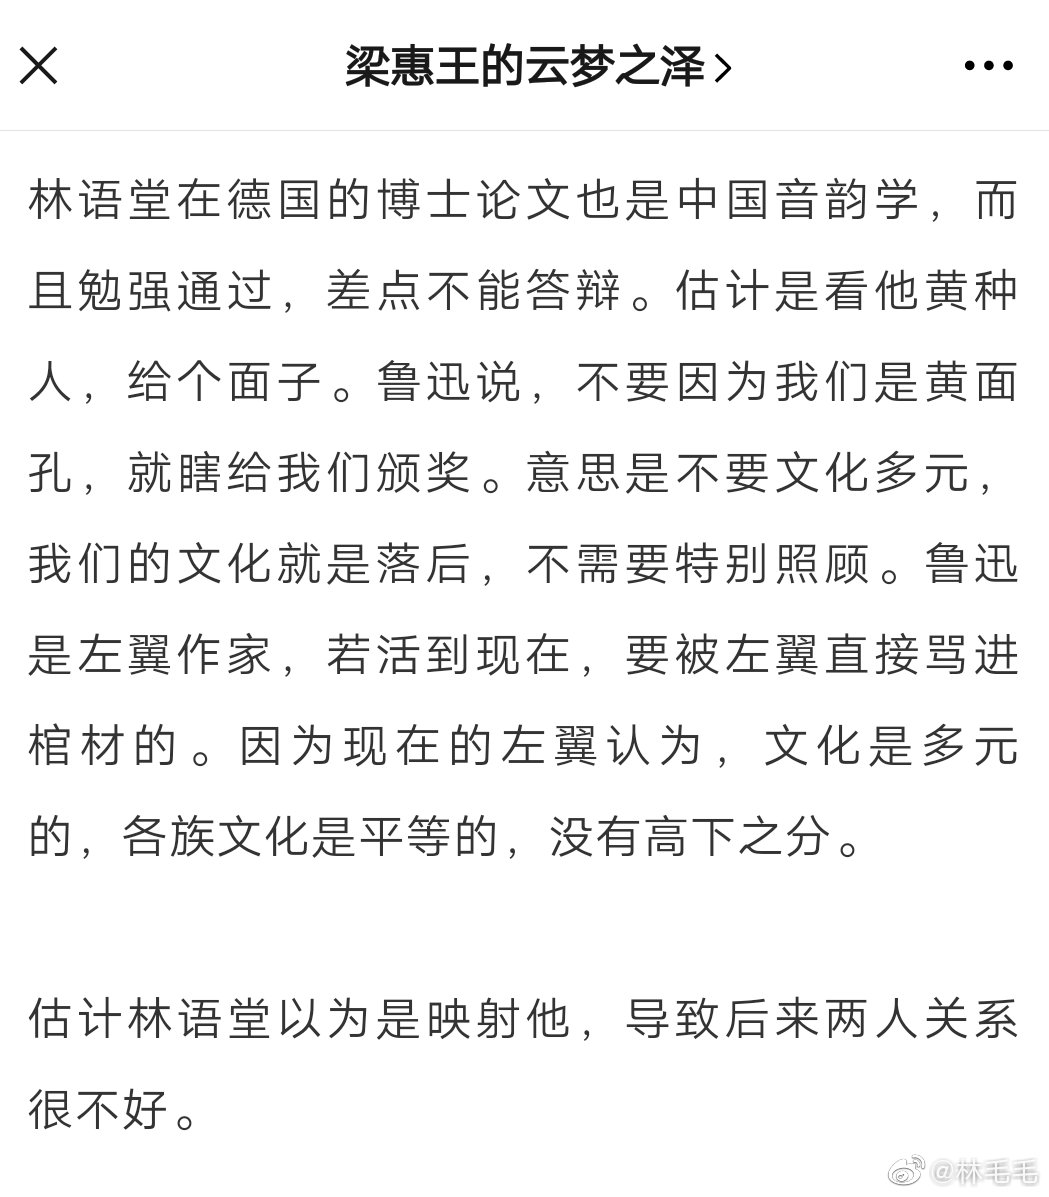 梁惠王的云梦之泽
林语堂在德国的博士论文也是中国音韵学，而
且勉强通过，差点不能答辩。估计是看他黄种
人，给个面子。鲁迅说，不要因为我们是黄面
孔，就瞎给我们颁奖。意思是不要文化多元，
我们的文化就是落后，不需要特别照顾。鲁迅
是左翼作家，若活到现在，要被左翼直接骂进
棺材的。因为现在的左翼认为，文化是多元
的，各族文化是平等的，没有高下之分。
估计林语堂以为是映射他，导致后来两人关系
很不好。
@林毛毛